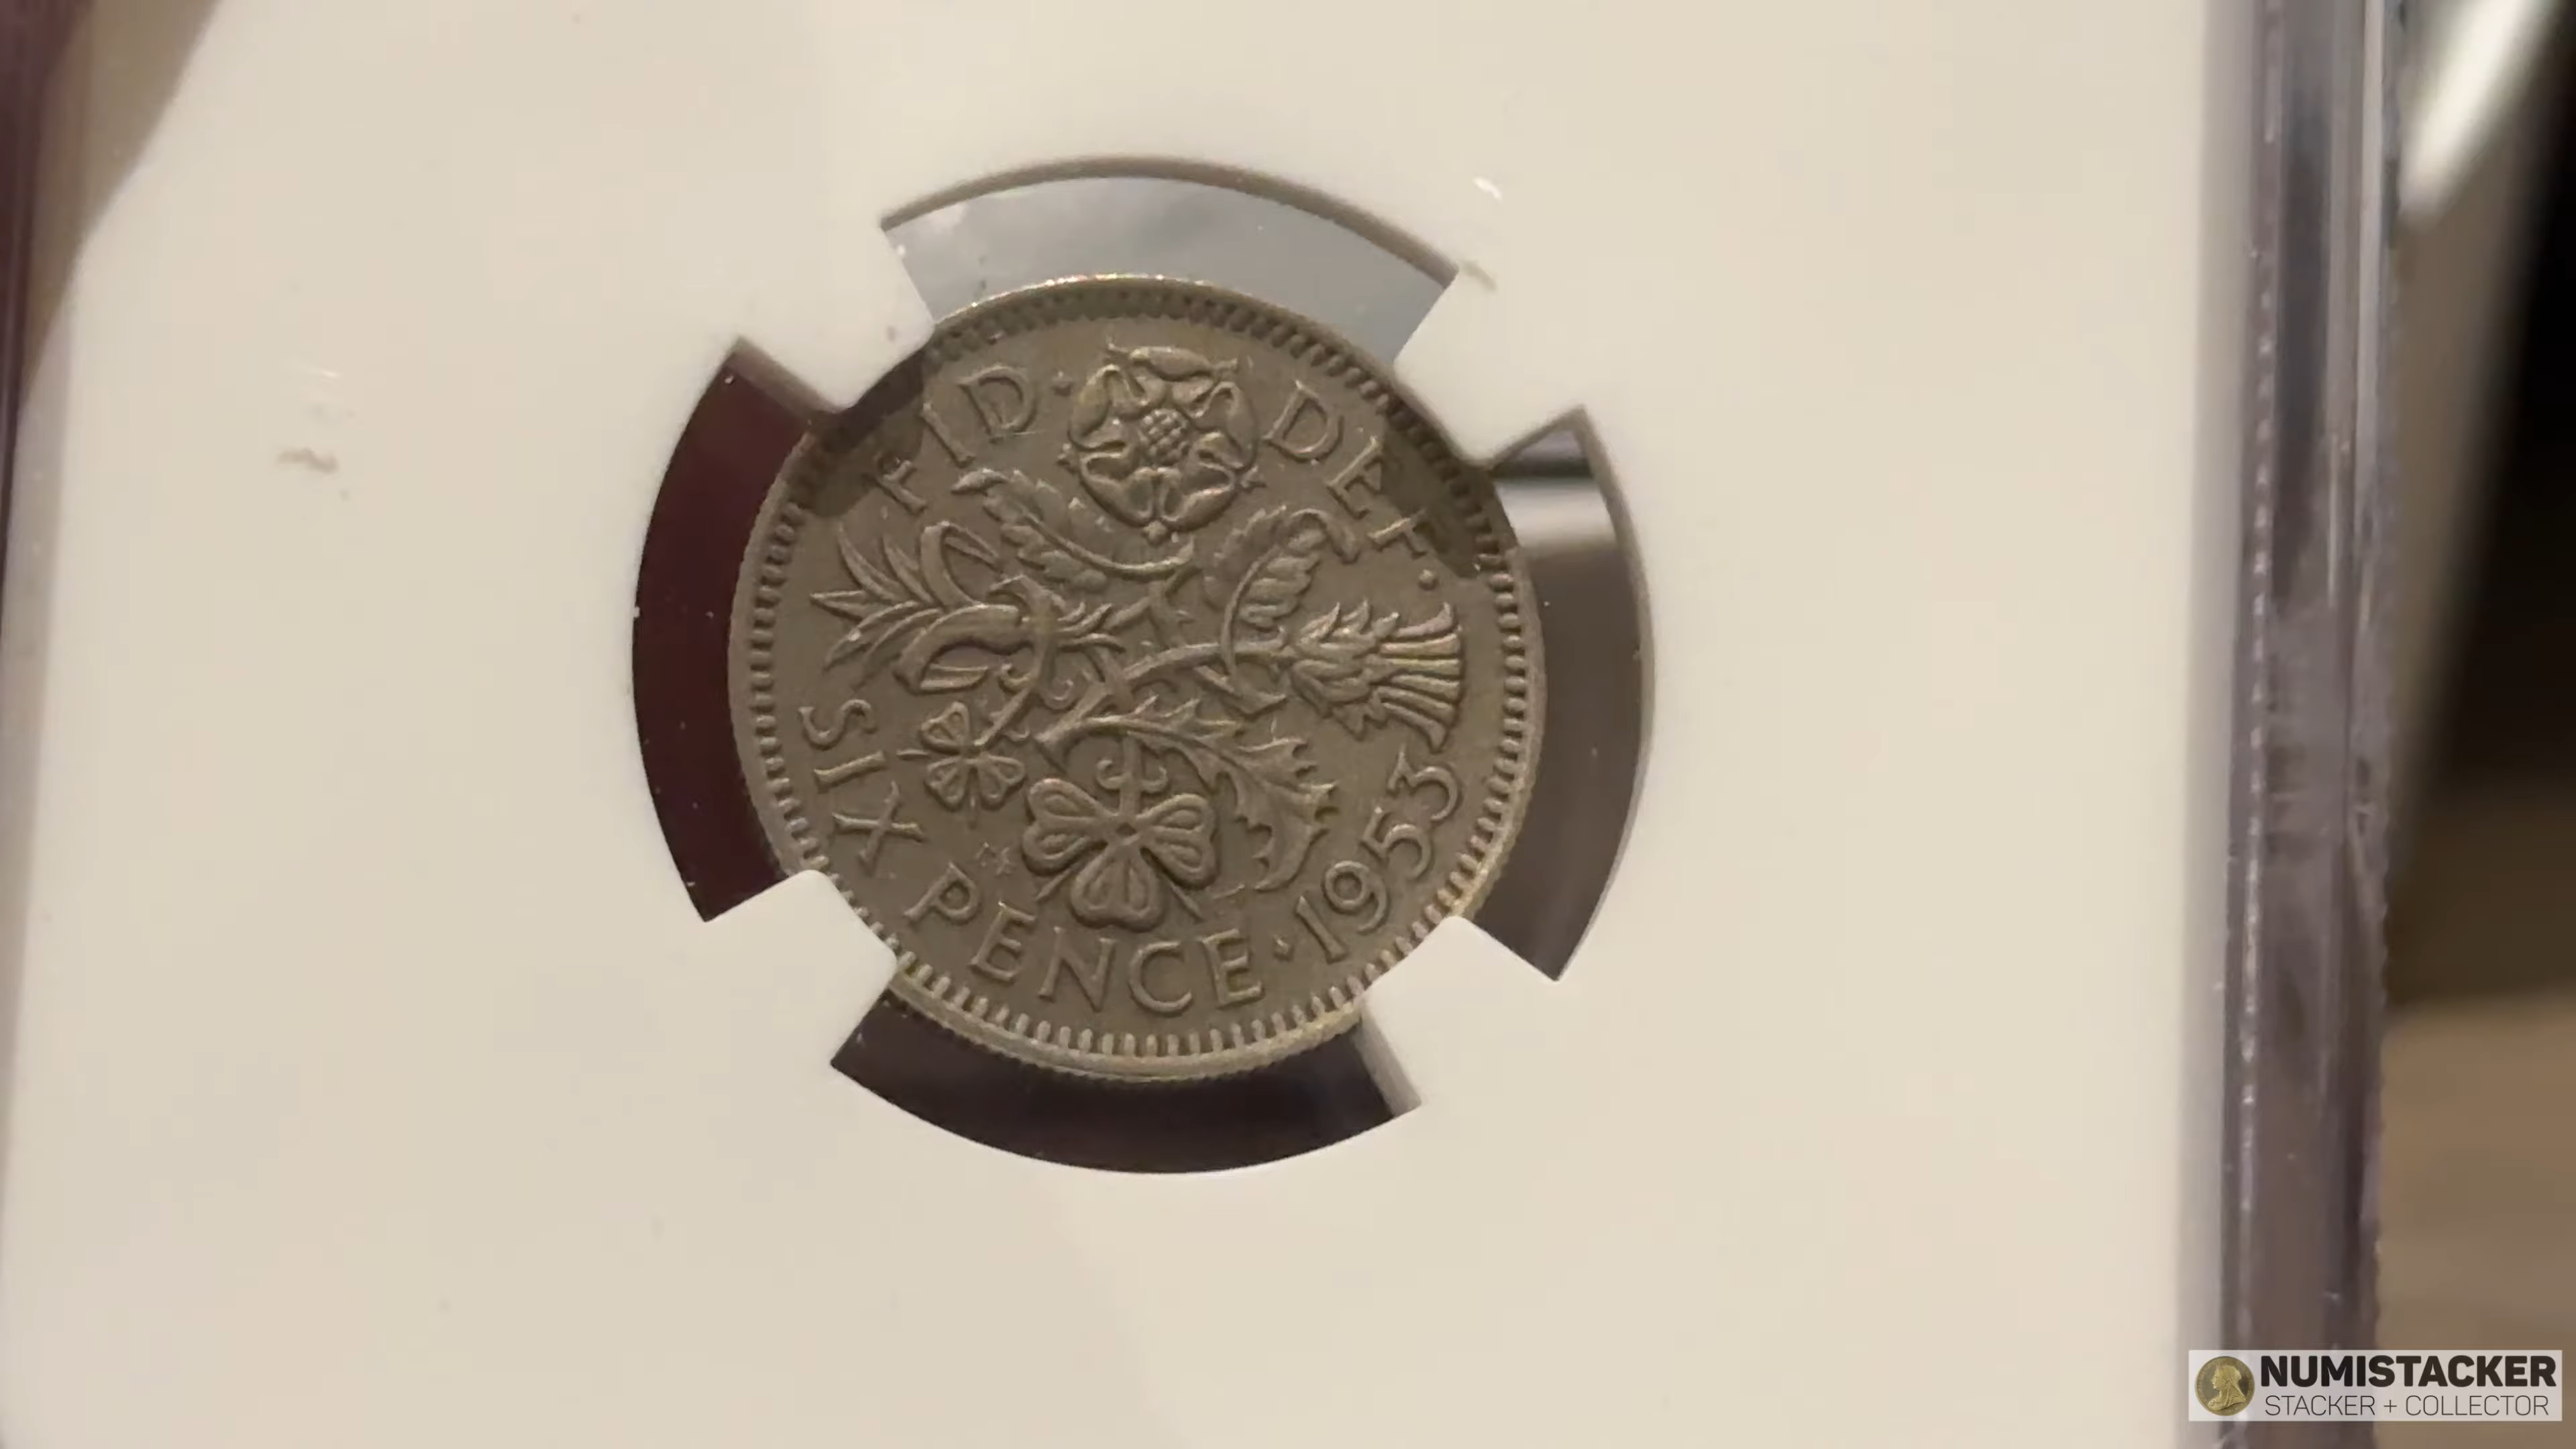 FID · DEF ·
SIX PENCE · 1953
NUMISTACKER
STACKER + COLLECTOR